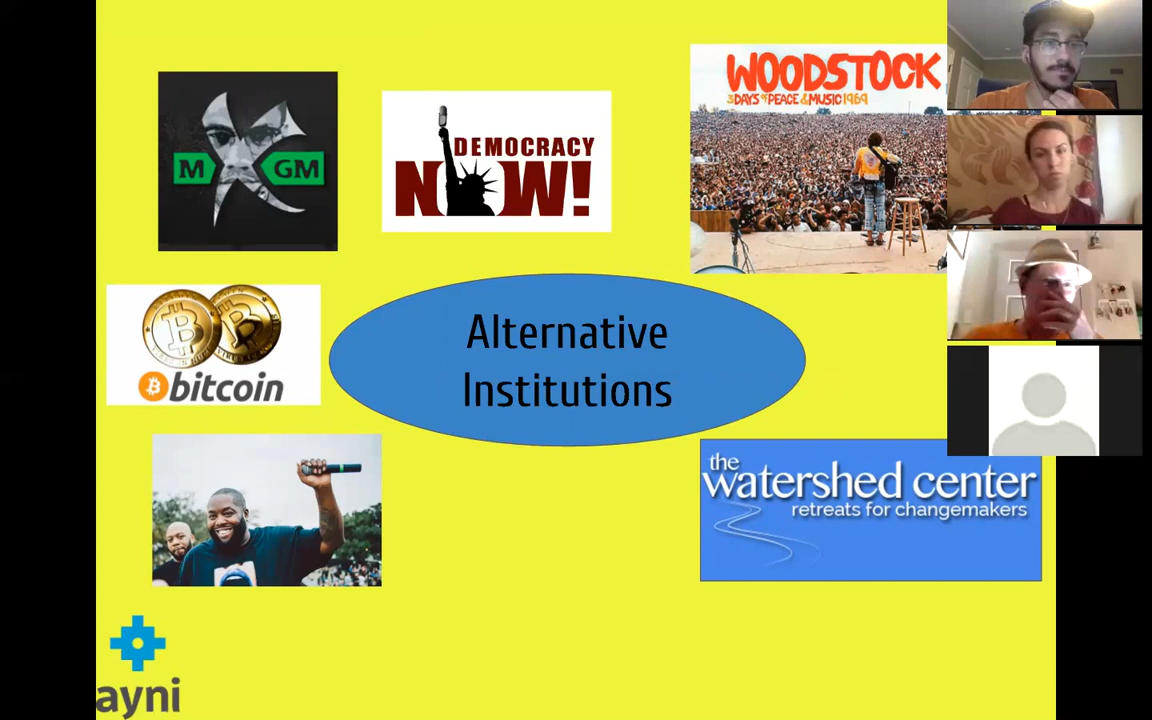 M GM
DEMOCRACY
NOW!
WOODSTOCK
3 DAYS OF PEACE & MUSIC 1969
bitcoin
Alternative
Institutions
the
watershed center
retreats for changemakers
ayni